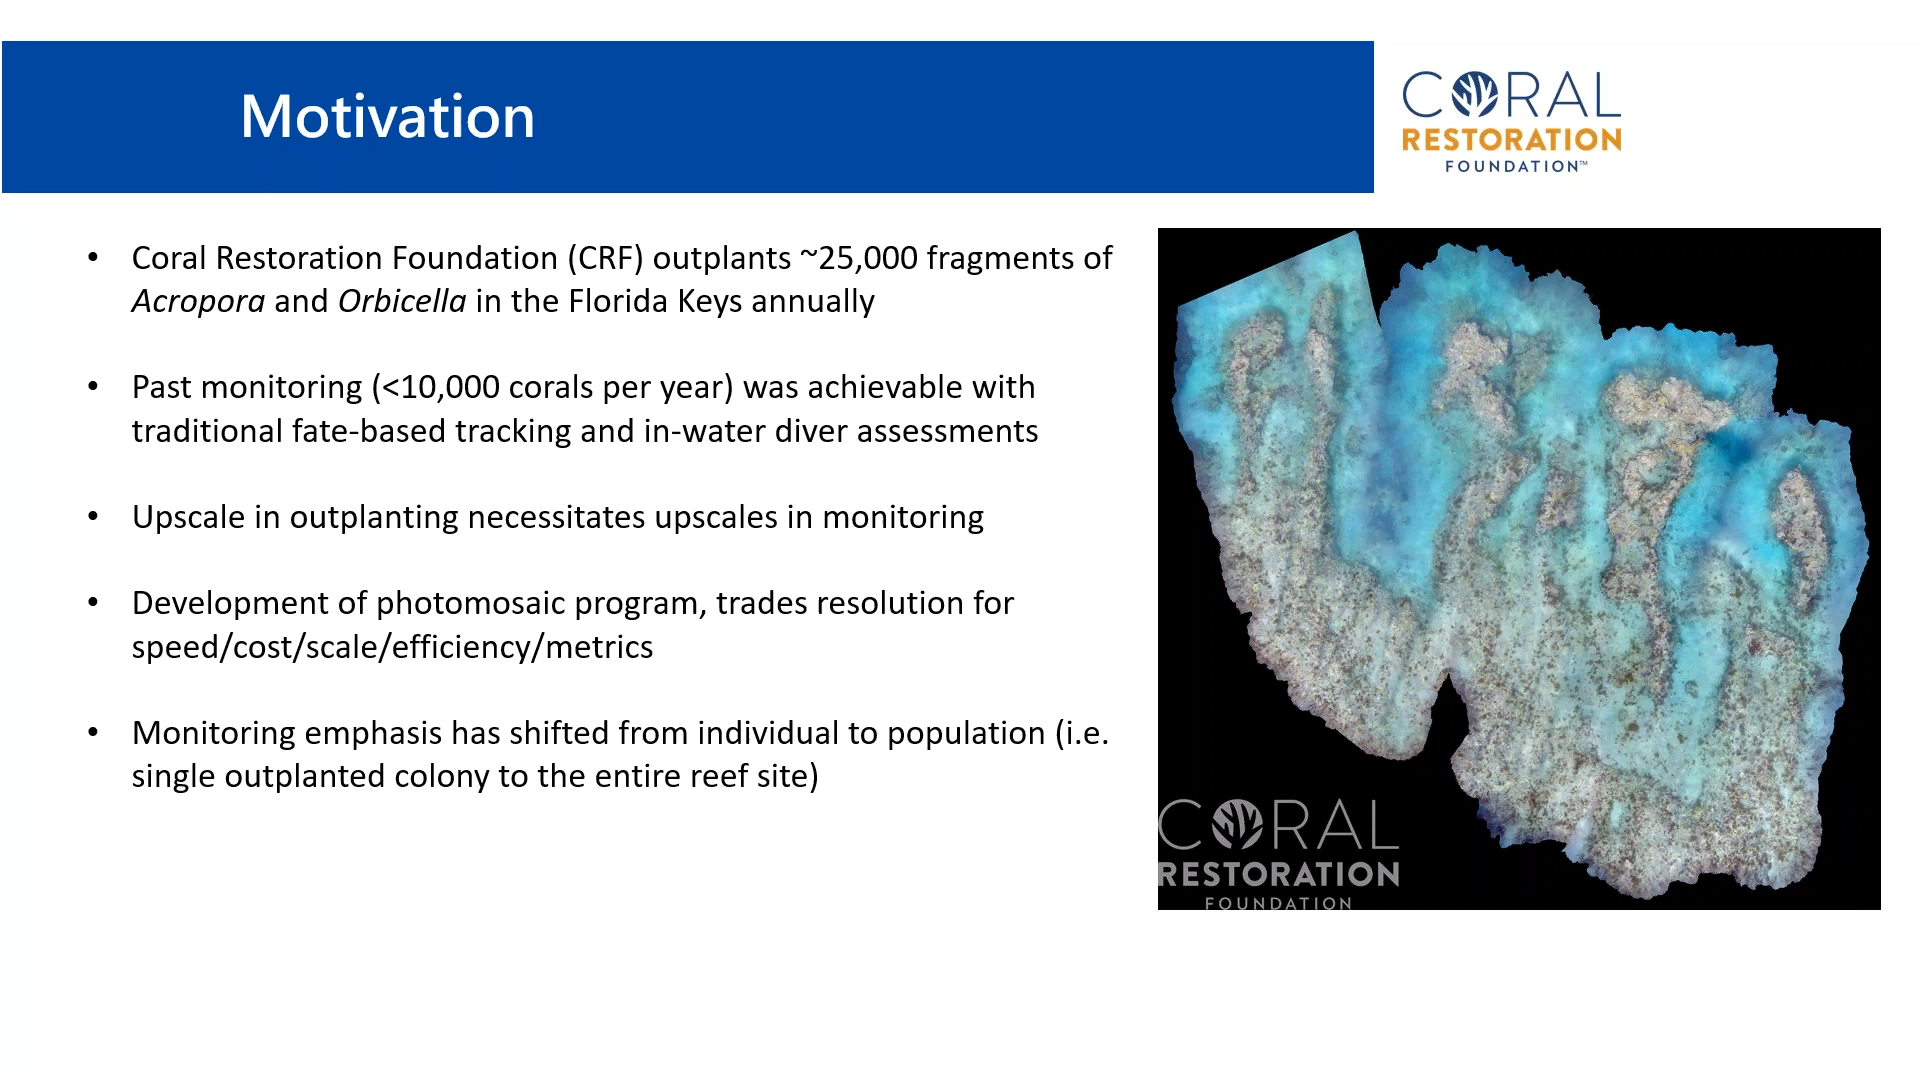 Motivation
CORAL
RESTORATION
FOUNDATION™
• Coral Restoration Foundation (CRF) outplants ~25,000 fragments of
Acropora and Orbicella in the Florida Keys annually
• Past monitoring (<10,000 corals per year) was achievable with
traditional fate-based tracking and in-water diver assessments
• Upscale in outplanting necessitates upscales in monitoring
• Development of photomosaic program, trades resolution for
speed/cost/scale/efficiency/metrics
• Monitoring emphasis has shifted from individual to population (i.e.
single outplanted colony to the entire reef site)
CORAL
RESTORATION
FOUNDATION